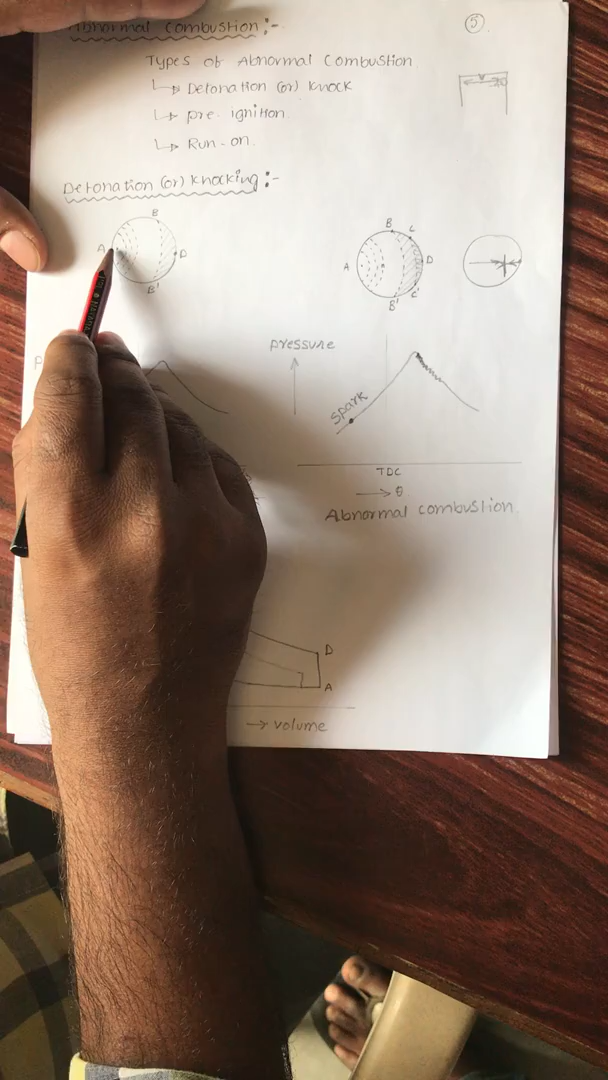 Abnormal Combustion:-
5
Types of Abnormal Combustion
Detonation (or) Knock
pre-ignition.
Run-on.
Detonation (or) Knocking:-
B
A
D
B'
B
C
A
D
C'
B'
P
pressure
spark
TDC
θ
Abnormal combustion.
D
A
volume